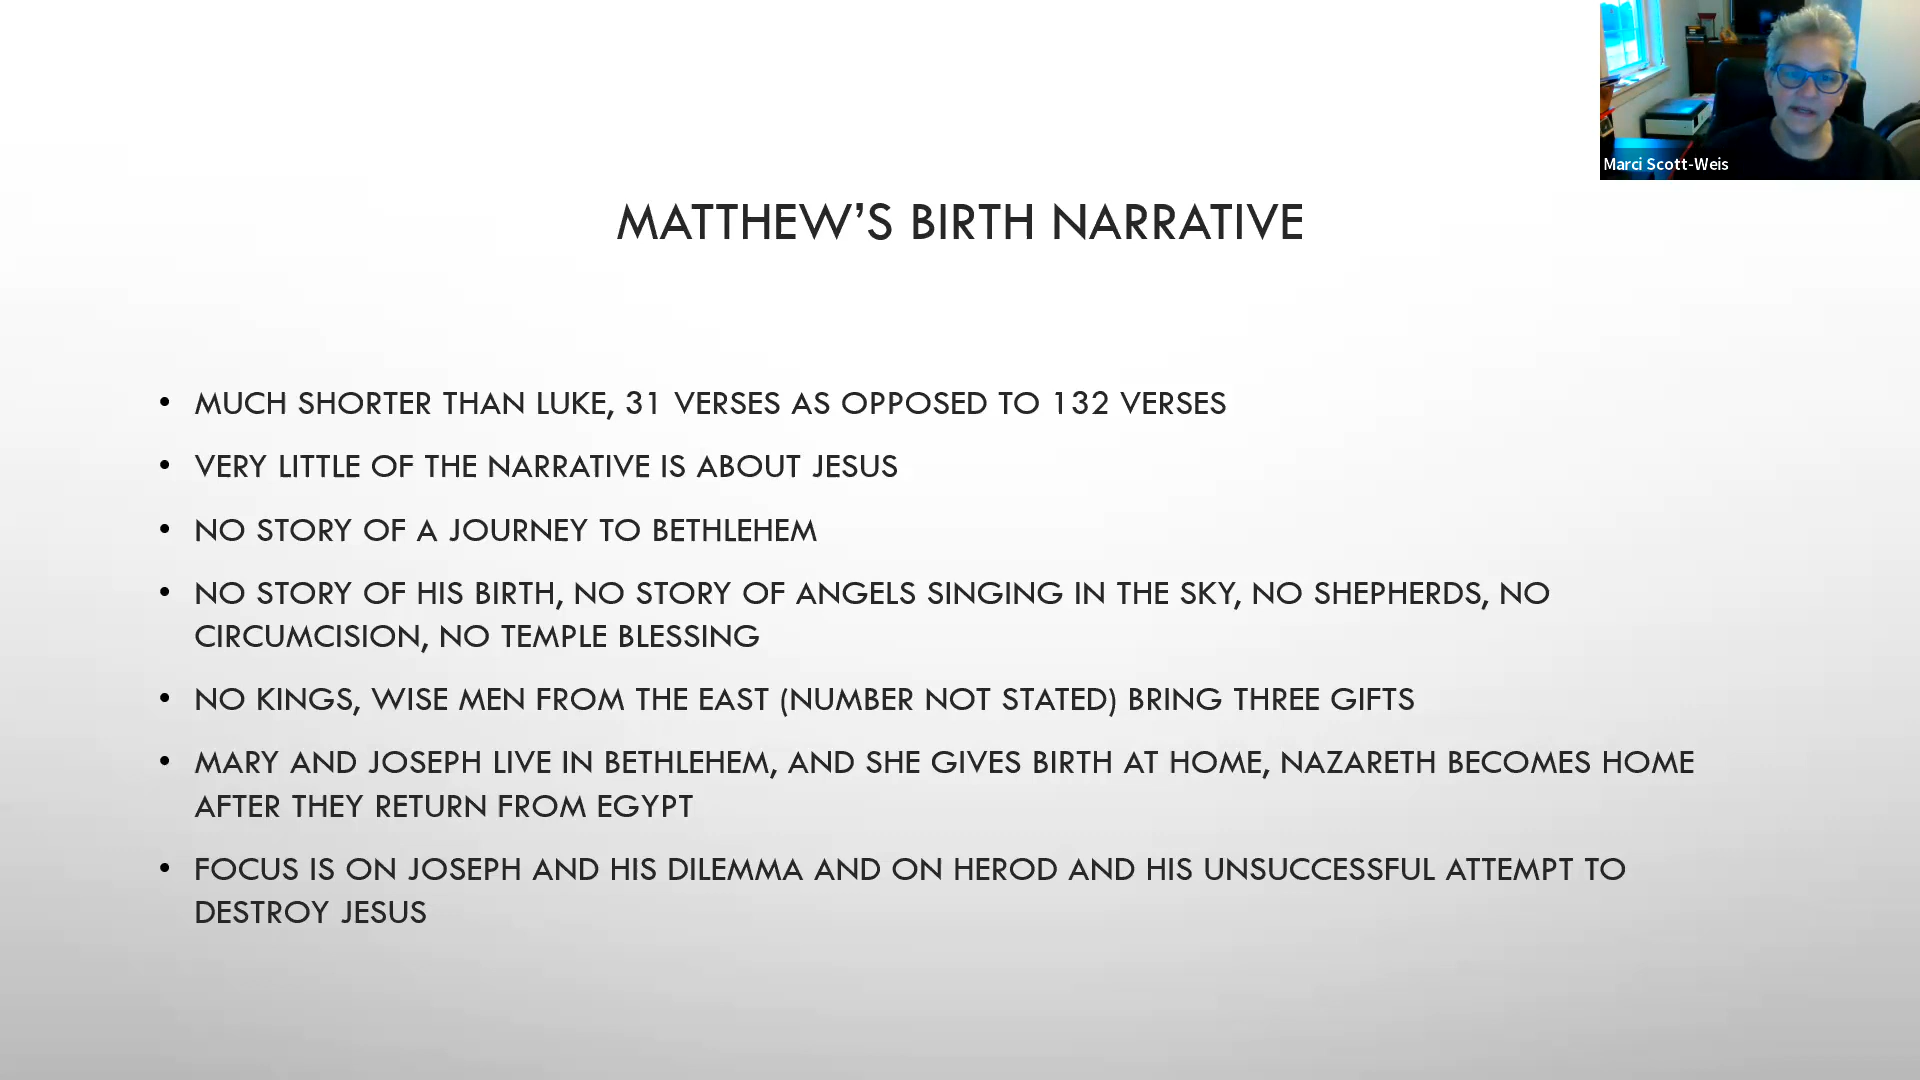 Marci Scott-Weis
MATTHEW’S BIRTH NARRATIVE
• MUCH SHORTER THAN LUKE, 31 VERSES AS OPPOSED TO 132 VERSES
• VERY LITTLE OF THE NARRATIVE IS ABOUT JESUS
• NO STORY OF A JOURNEY TO BETHLEHEM
• NO STORY OF HIS BIRTH, NO STORY OF ANGELS SINGING IN THE SKY, NO SHEPHERDS, NO
CIRCUMCISION, NO TEMPLE BLESSING
• NO KINGS, WISE MEN FROM THE EAST (NUMBER NOT STATED) BRING THREE GIFTS
• MARY AND JOSEPH LIVE IN BETHLEHEM, AND SHE GIVES BIRTH AT HOME, NAZARETH BECOMES HOME
AFTER THEY RETURN FROM EGYPT
• FOCUS IS ON JOSEPH AND HIS DILEMMA AND ON HEROD AND HIS UNSUCCESSFUL ATTEMPT TO
DESTROY JESUS